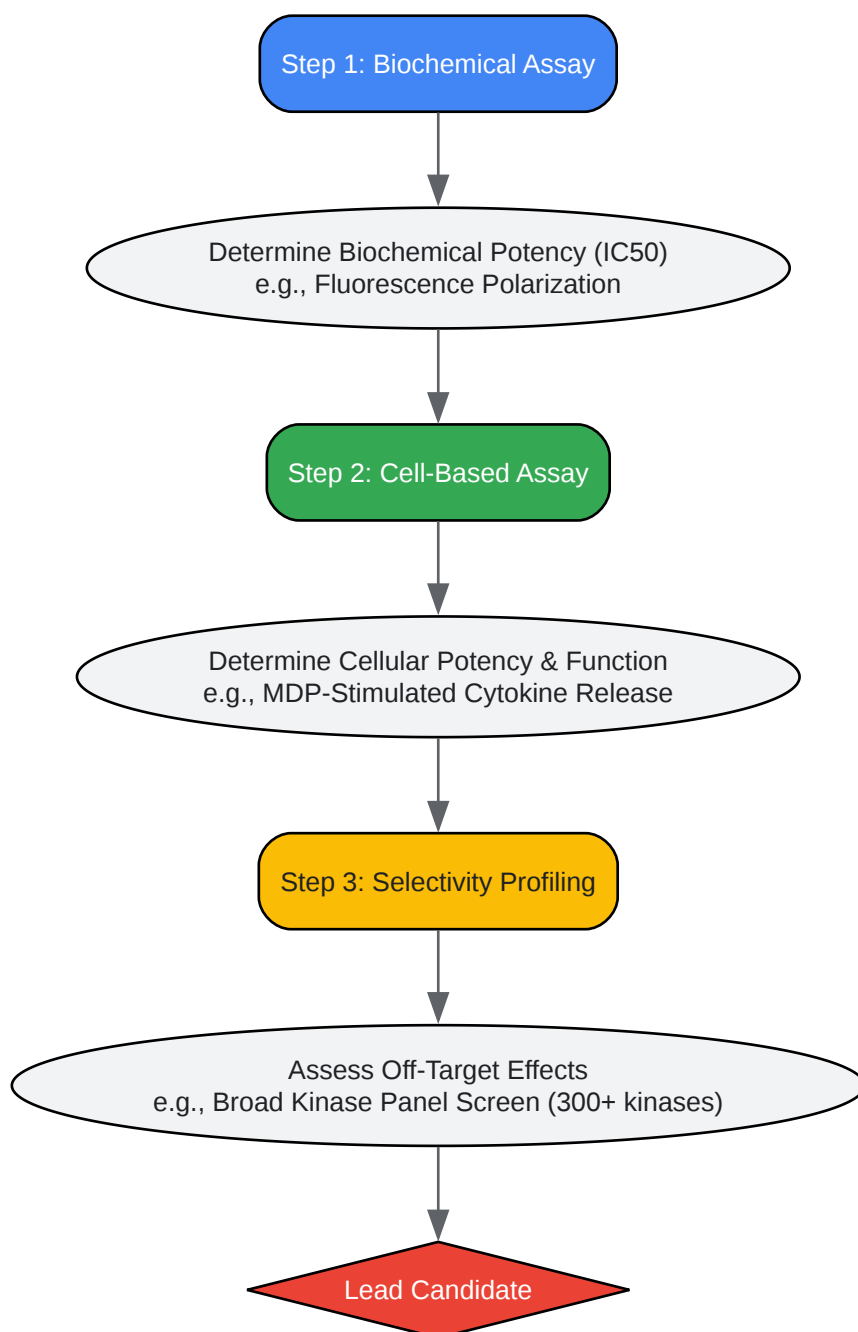 Step 1: Biochemical Assay
Determine Biochemical Potency (IC50)
e.g., Fluorescence Polarization
Step 2: Cell-Based Assay
Determine Cellular Potency & Function
e.g., MDP-Stimulated Cytokine Release
Step 3: Selectivity Profiling
Assess Off-Target Effects
e.g., Broad Kinase Panel Screen (300+ kinases)
Lead Candidate